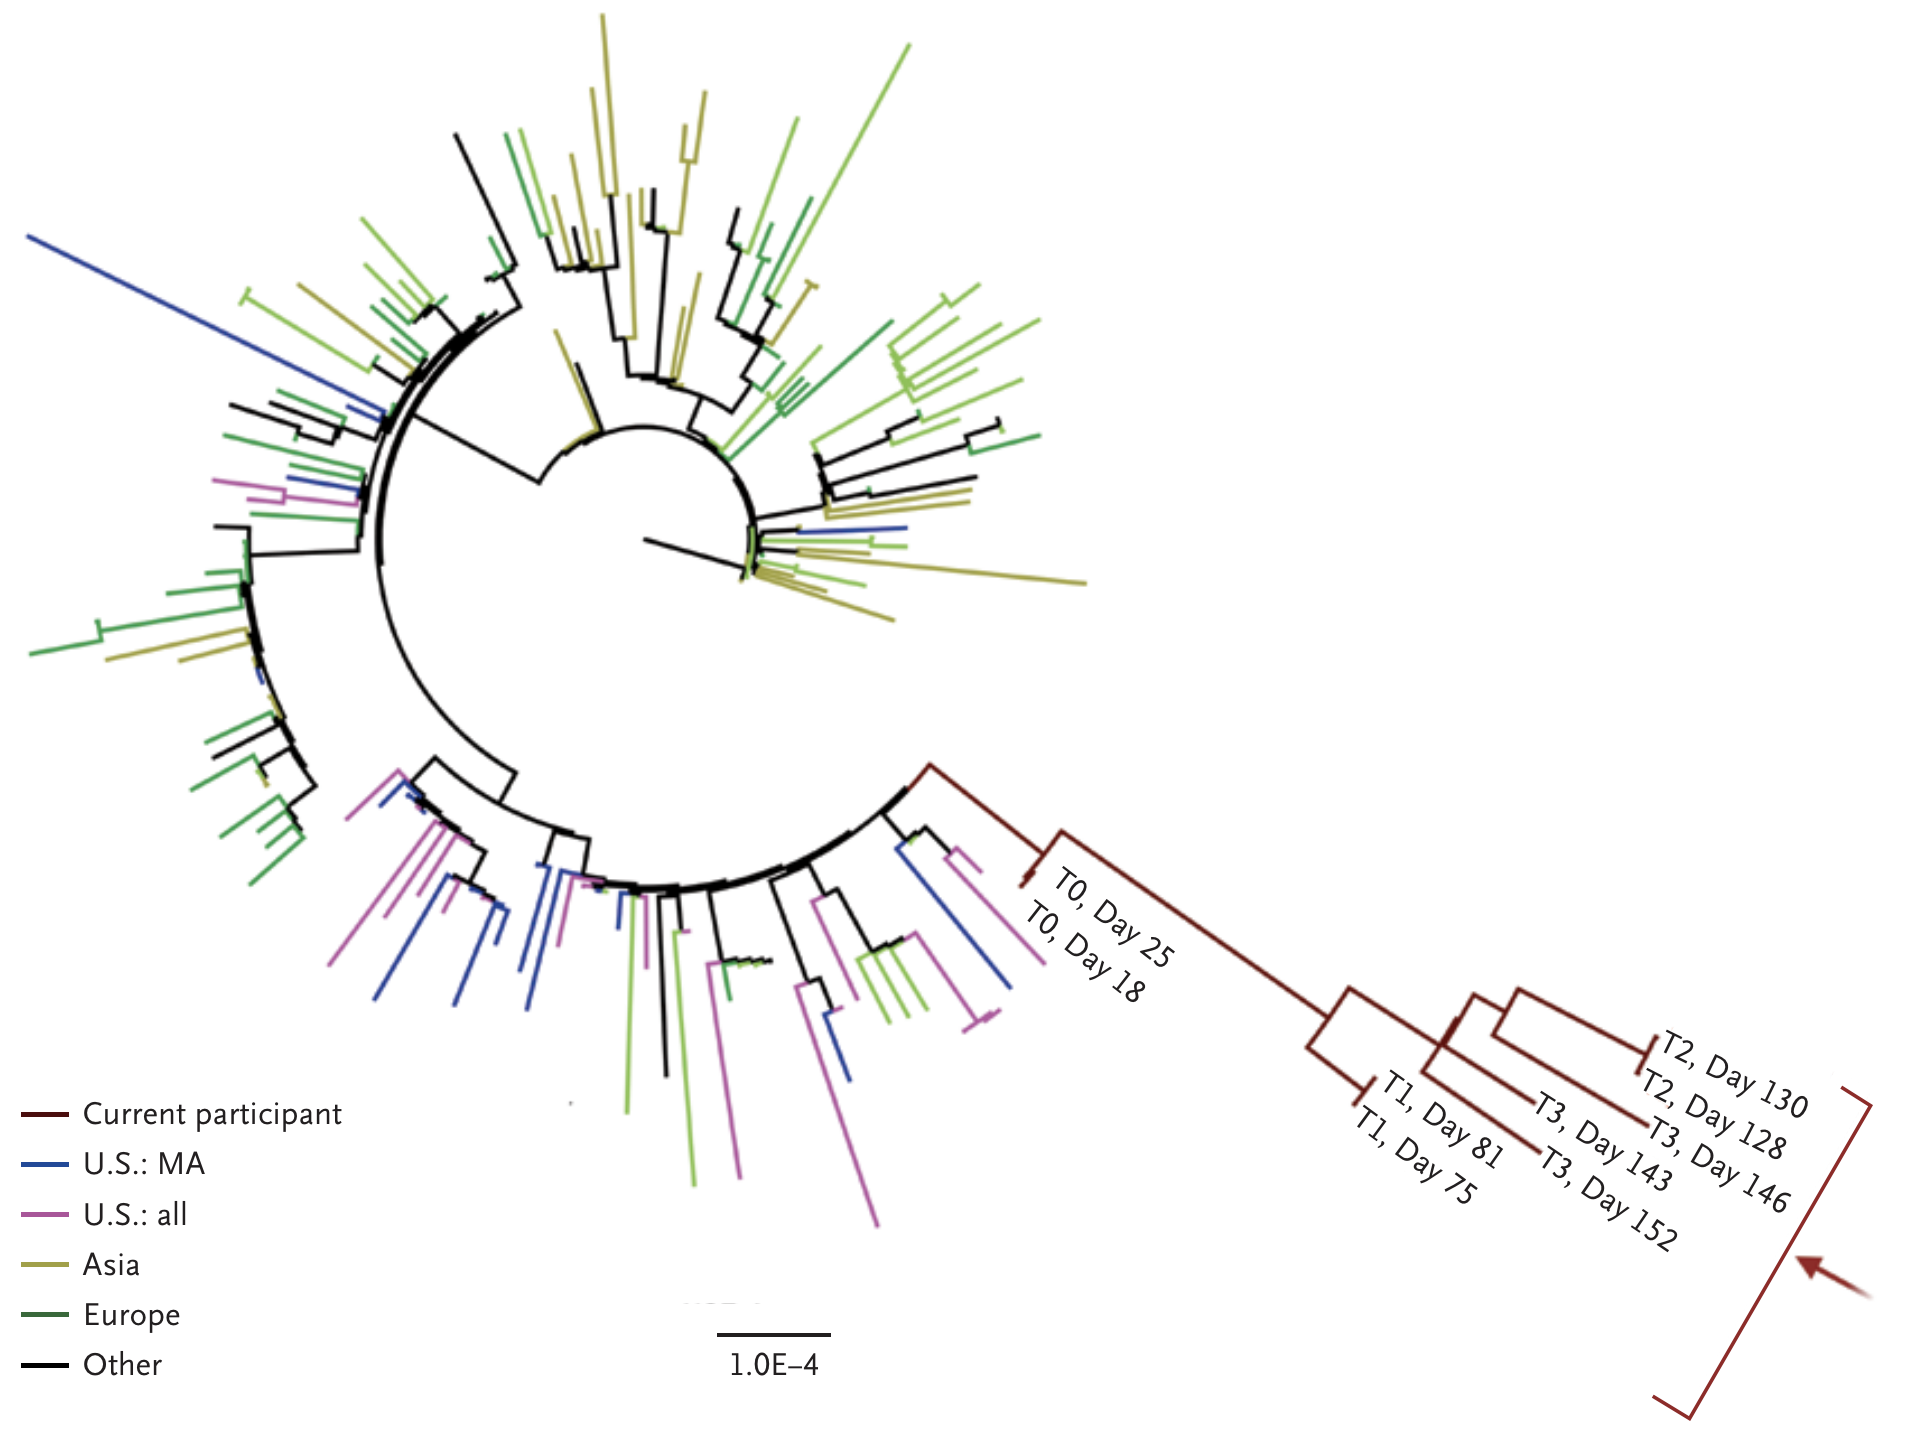 T0, Day 25
T0, Day 18
T2, Day 130
T2, Day 128
T3, Day 146
T3, Day 143
T3, Day 152
T1, Day 81
T1, Day 75
Current participant
U.S.: MA
U.S.: all
Asia
Europe
Other
1.0E–4